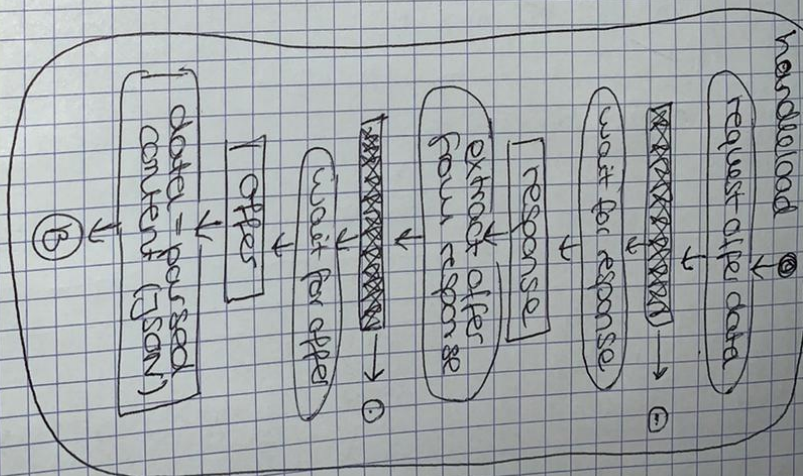 handleload
request offer data
wait for response
response
extract offer
from response
wait for offer
offer
data = parsed
content (JSON)
B